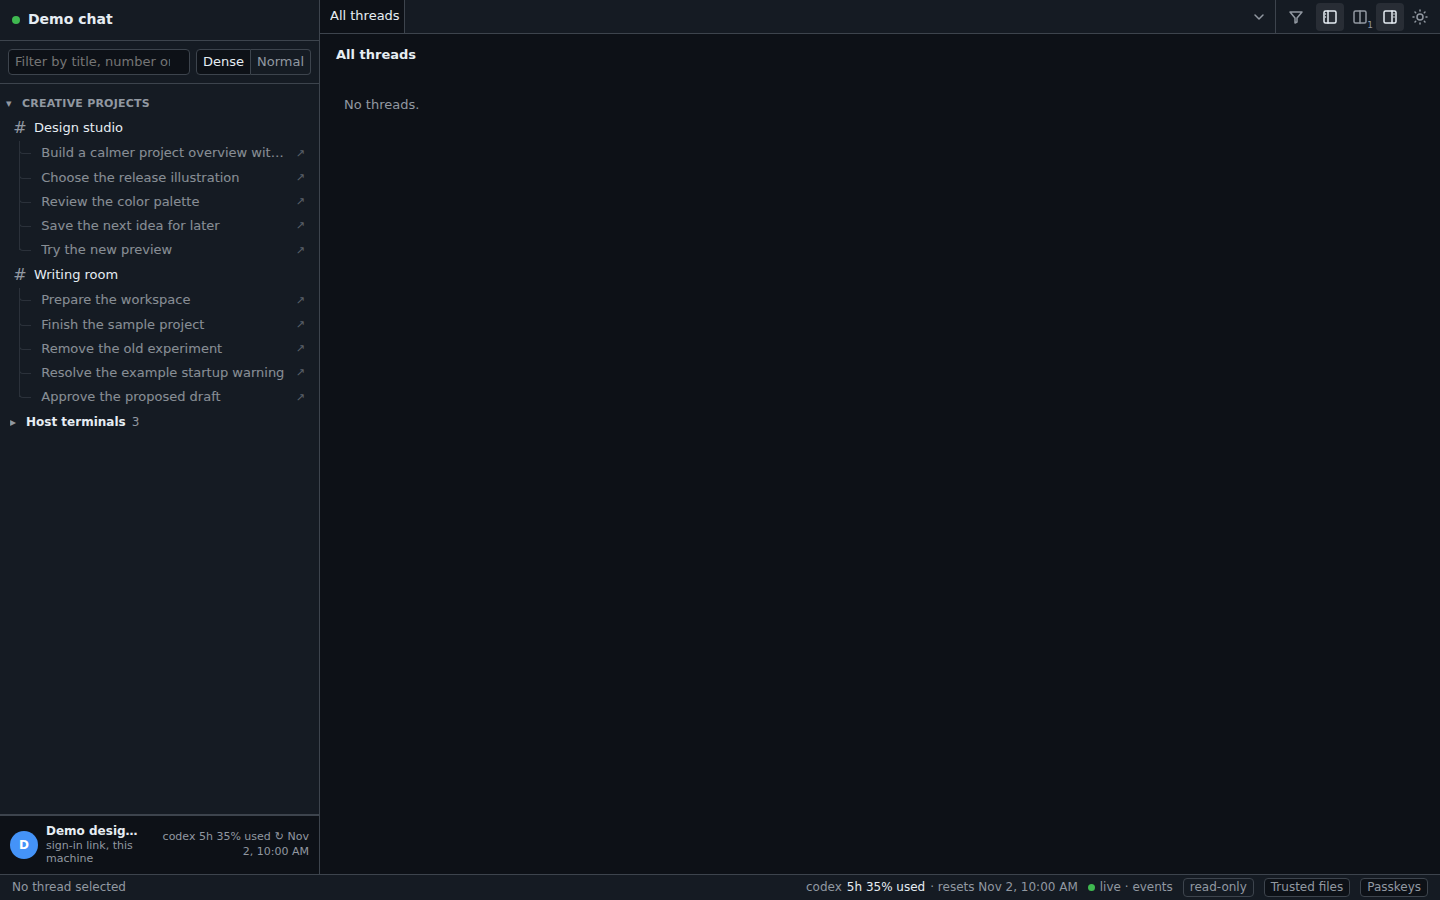 Demo chat
Filter by title, number or
Dense
Normal
CREATIVE PROJECTS
# Design studio
Build a calmer project overview wit…
Choose the release illustration
Review the color palette
Save the next idea for later
Try the new preview
# Writing room
Prepare the workspace
Finish the sample project
Remove the old experiment
Resolve the example startup warning
Approve the proposed draft
Host terminals 3
D
Demo desig…
sign-in link, this
machine
codex 5h 35% used ↻ Nov
2, 10:00 AM
All threads
1
All threads
No threads.
No thread selected
codex 5h 35% used · resets Nov 2, 10:00 AM
live · events
read-only
Trusted files
Passkeys